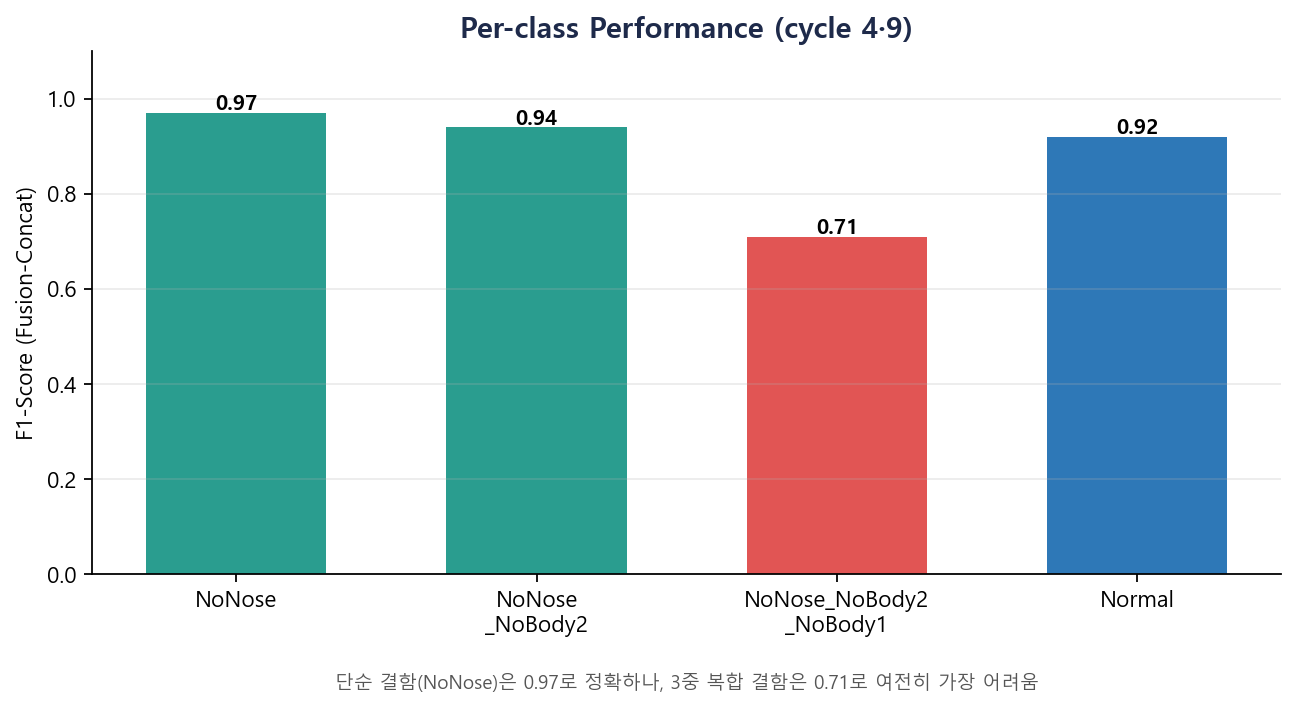 Per-class Performance (cycle 4·9)
F1-Score (Fusion-Concat)
1.0
0.8
0.6
0.4
0.2
0.0
0.97
0.94
0.71
0.92
NoNose
NoNose
_NoBody2
NoNose_NoBody2
_NoBody1
Normal
단순 결함(NoNose)은 0.97로 정확하나, 3중 복합 결함은 0.71로 여전히 가장 어려움